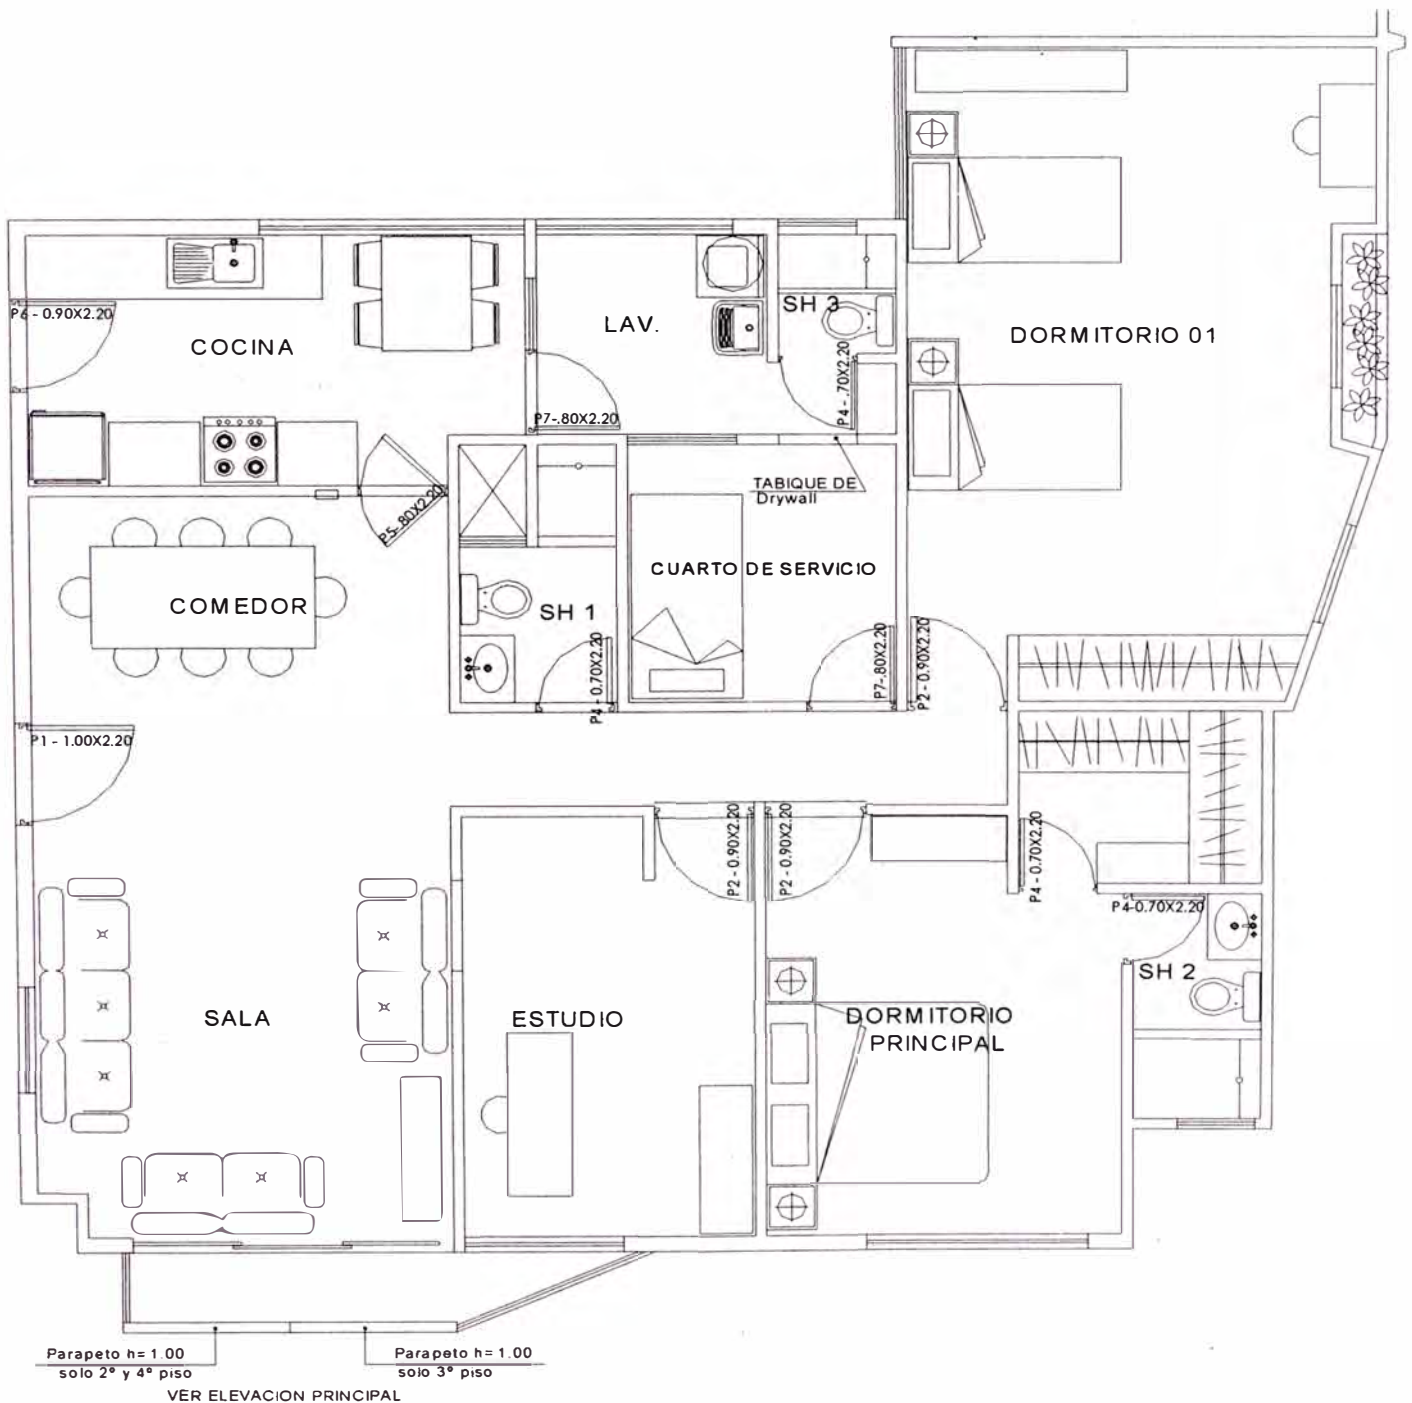 P6 - 0.90X2.20
COCINA
LAV.
SH 3
DORMITORIO 01
P4 - .70X2.20
P7-.80X2.20
P5-.80X2.20
TABIQUE DE
Drywall
COMEDOR
SH 1
CUARTO DE SERVICIO
P4 - 0.70X2.20
P7-.80X2.20
P2 - 0.90X2.20
P1 - 1.00X2.20
P2 - 0.90X2.20
P2 - 0.90X2.20
P4 - 0.70X2.20
P4-0.70X2.20
SH 2
SALA
ESTUDIO
DORMITORIO
PRINCIPAL
Parapeto h= 1.00
solo 2° y 4° piso
Parapeto h= 1.00
solo 3° piso
VER ELEVACION PRINCIPAL